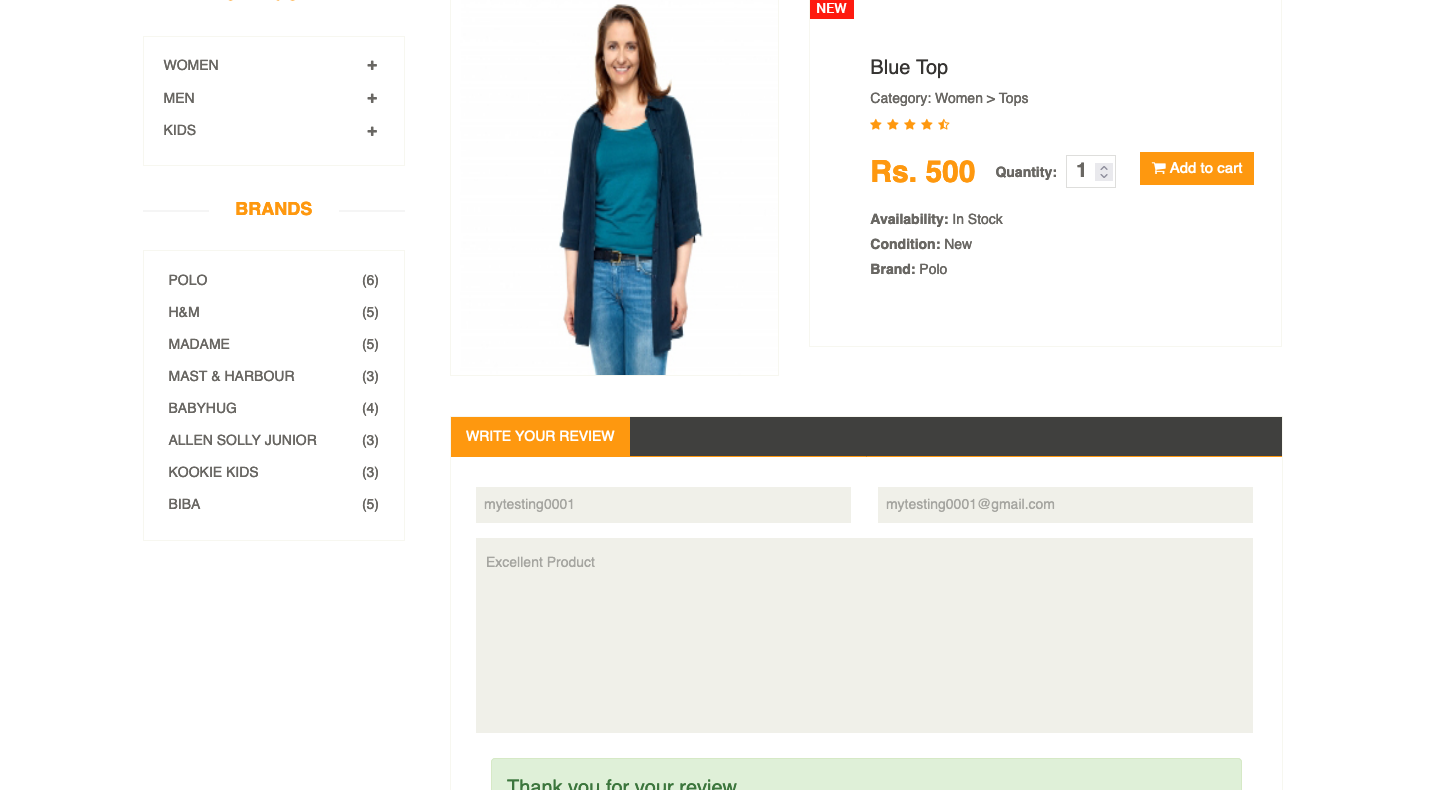 WOMEN
MEN
KIDS
BRANDS
POLO (6)
H&M (5)
MADAME (5)
MAST & HARBOUR (3)
BABYHUG (4)
ALLEN SOLLY JUNIOR (3)
KOOKIE KIDS (3)
BIBA (5)
NEW
Blue Top
Category: Women > Tops
Rs. 500 Quantity: 1 Add to cart
Availability: In Stock
Condition: New
Brand: Polo
WRITE YOUR REVIEW
mytesting0001 mytesting0001@gmail.com
Excellent Product
Thank you for your review